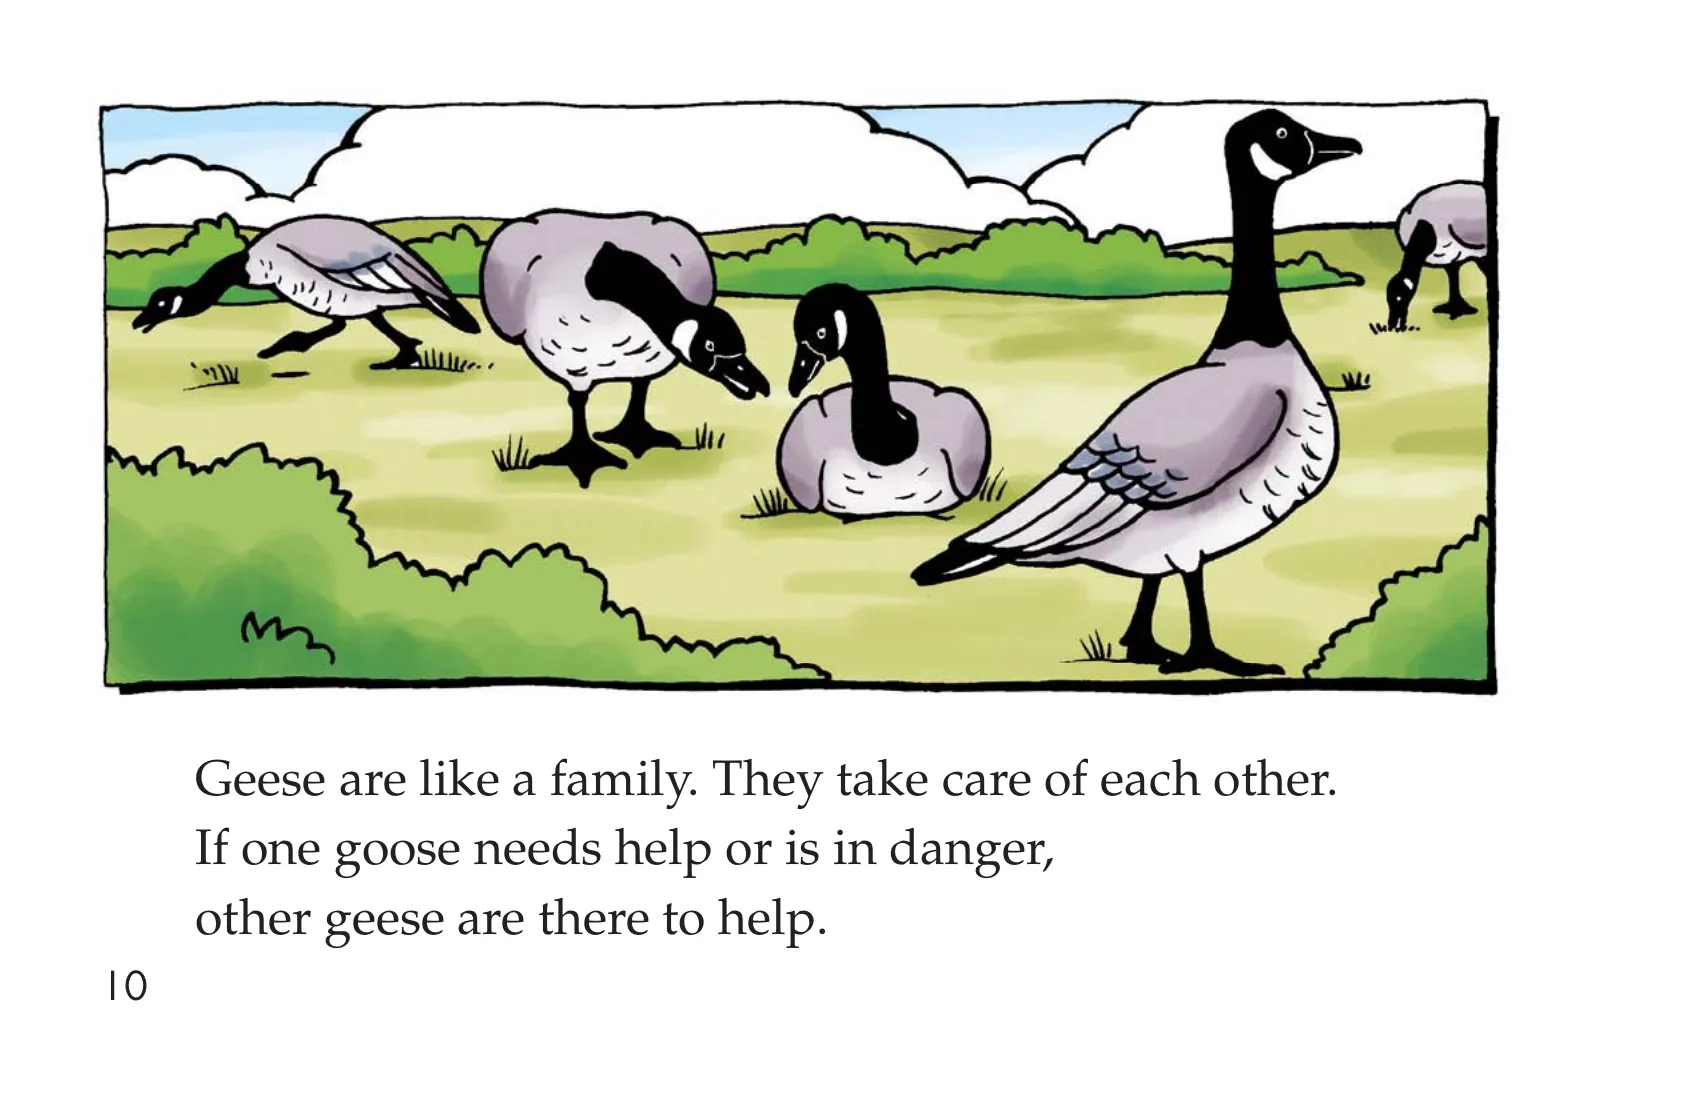 Geese are like a family. They take care of each other.
If one goose needs help or is in danger,
other geese are there to help.
10